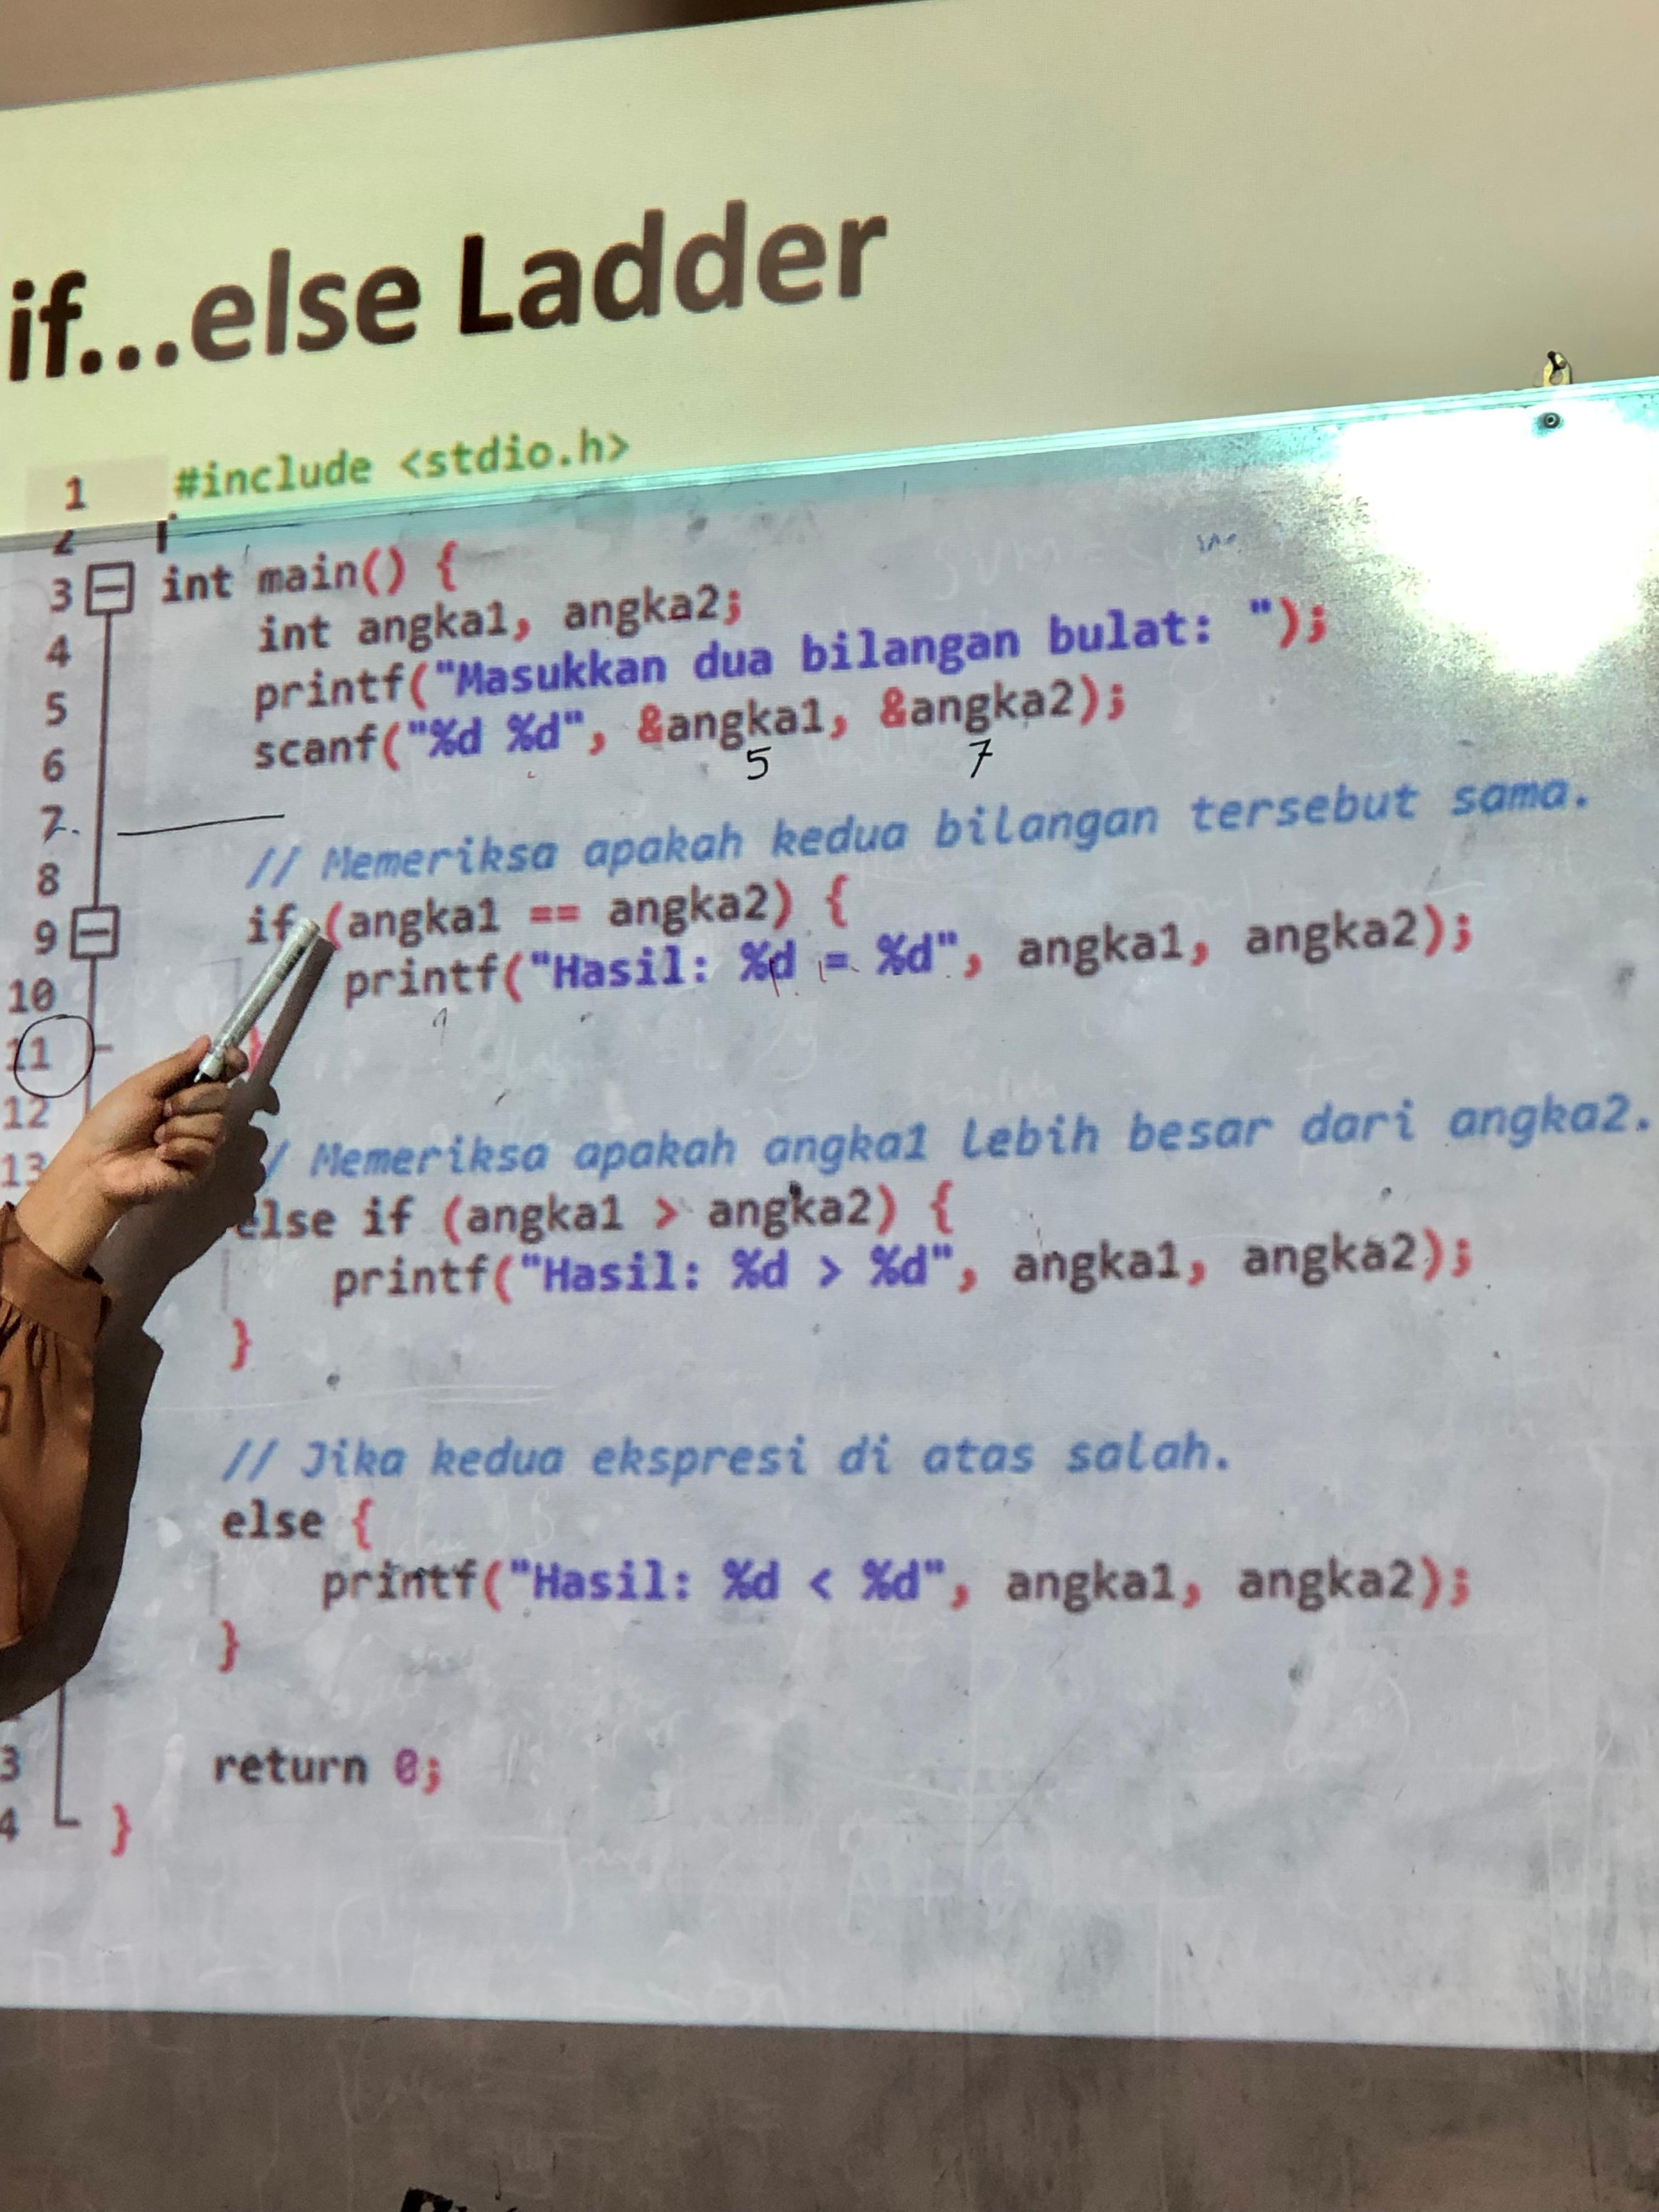 if...else Ladder
1 #include <stdio.h>
2
3 int main() {
4 int angka1, angka2;
5 printf("Masukkan dua bilangan bulat: ");
6 scanf("%d %d", &angka1, &angka2);
5 7
7
8 // Memeriksa apakah kedua bilangan tersebut sama.
9 if (angka1 == angka2) {
10 printf("Hasil: %d = %d", angka1, angka2);
11 }
12
13 / Memeriksa apakah angka1 lebih besar dari angka2.
else if (angka1 > angka2) {
printf("Hasil: %d > %d", angka1, angka2);
}
// Jika kedua ekspresi di atas salah.
else {
printf("Hasil: %d < %d", angka1, angka2);
}
3 return 0;
4 }